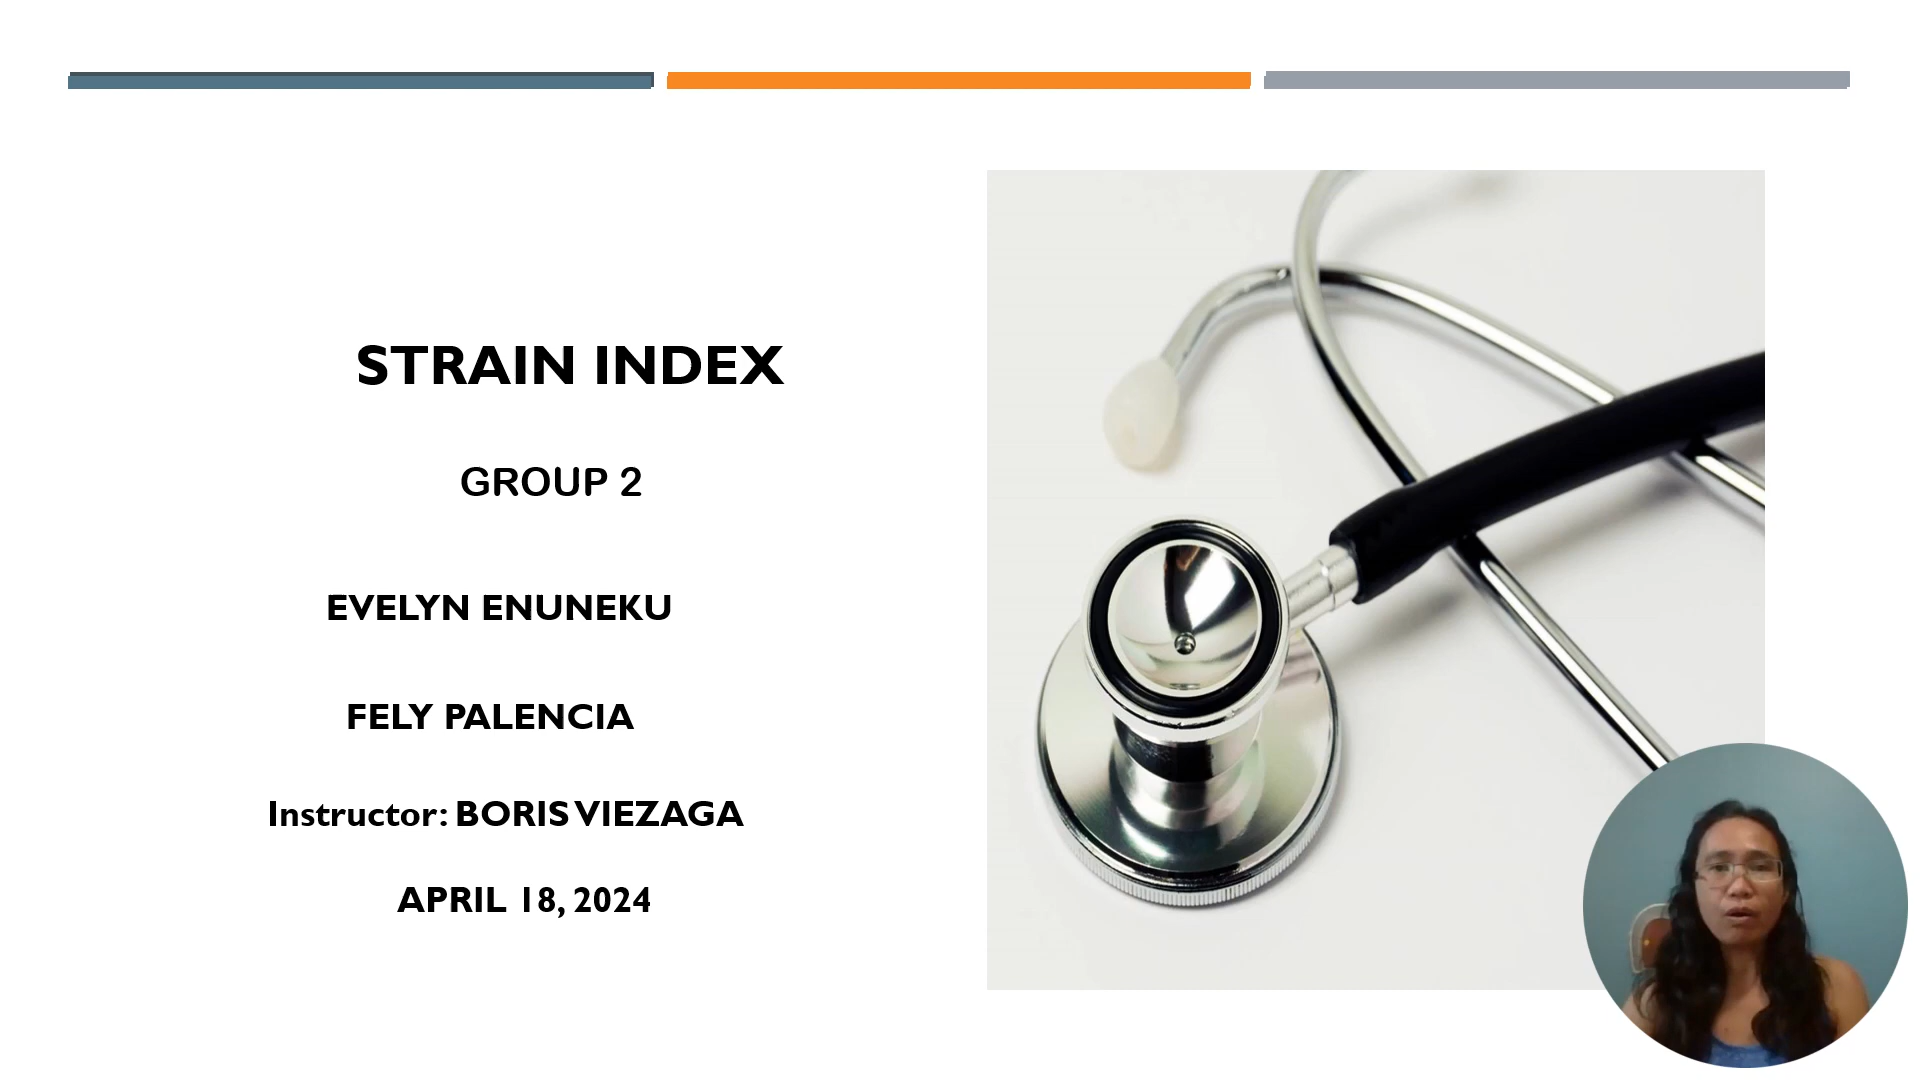 STRAIN INDEX
GROUP 2
EVELYN ENUNEKU
FELY PALENCIA
Instructor: BORIS VIEZAGA
APRIL 18, 2024